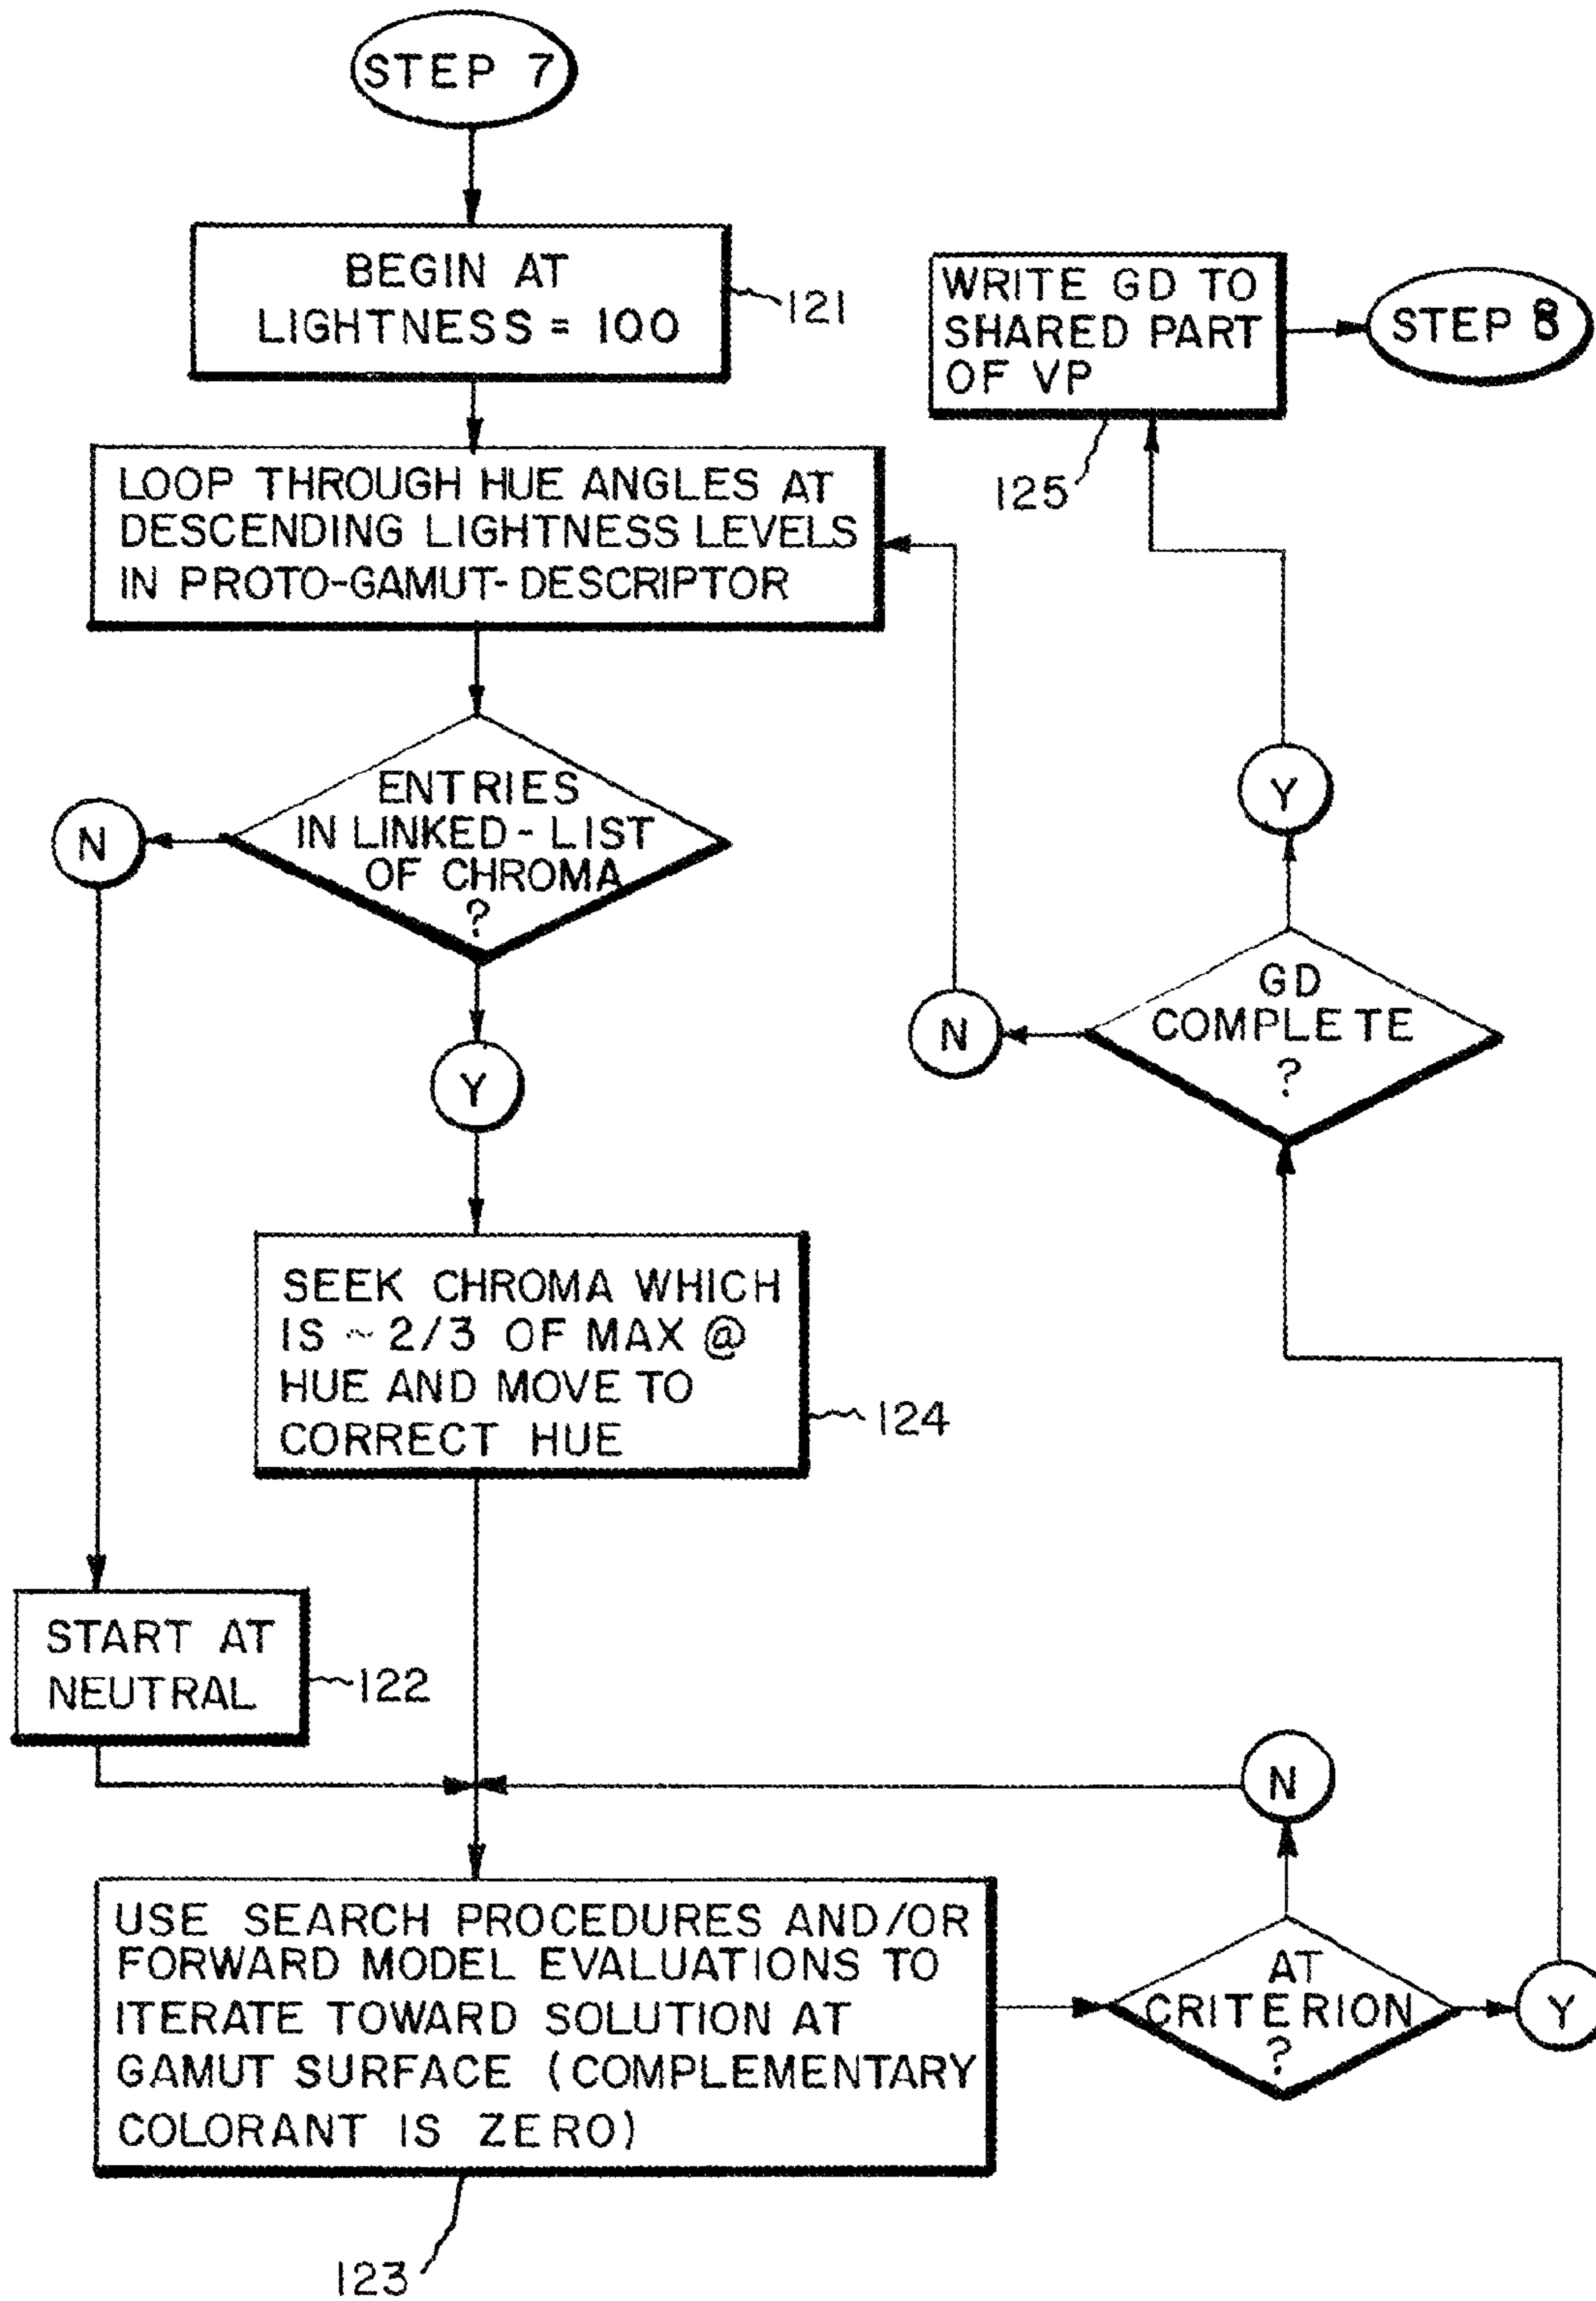 STEP 7
BEGIN AT
LIGHTNESS = 100
121
LOOP THROUGH HUE ANGLES AT
DESCENDING LIGHTNESS LEVELS
IN PROTO-GAMUT-DESCRIPTOR
ENTRIES
IN LINKED-LIST
OF CHROMA
?
N
Y
SEEK CHROMA WHICH
IS ~ 2/3 OF MAX @
HUE AND MOVE TO
CORRECT HUE
124
START AT
NEUTRAL
122
USE SEARCH PROCEDURES AND/OR
FORWARD MODEL EVALUATIONS TO
ITERATE TOWARD SOLUTION AT
GAMUT SURFACE (COMPLEMENTARY
COLORANT IS ZERO)
123
AT
CRITERION
?
N
Y
GD
COMPLETE
?
N
Y
WRITE GD TO
SHARED PART
OF VP
125
STEP 8